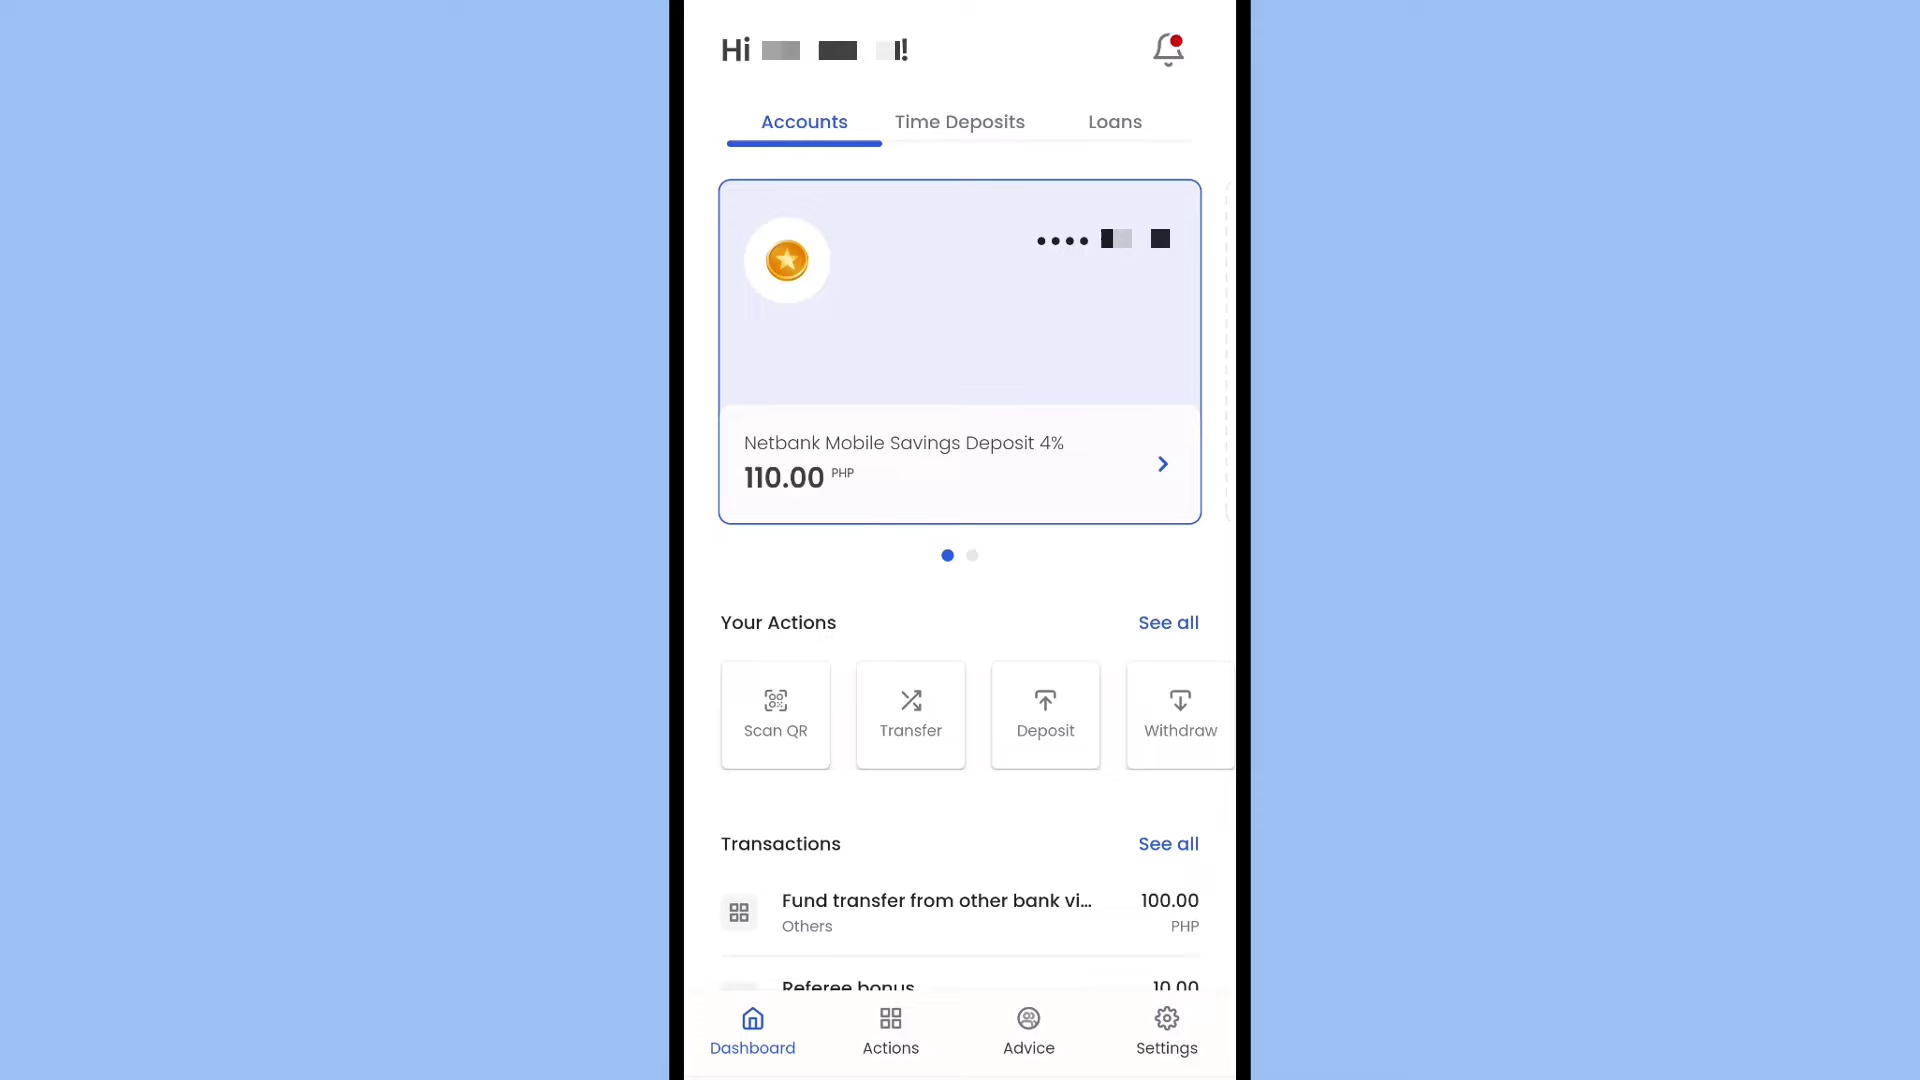 Hi
Accounts Time Deposits Loans
Netbank Mobile Savings Deposit 4%
110.00 PHP
Your Actions See all
Scan QR Transfer Deposit Withdraw
Transactions See all
Fund transfer from other bank vi... 100.00
Others PHP
Referee bonus 10.00
Dashboard Actions Advice Settings